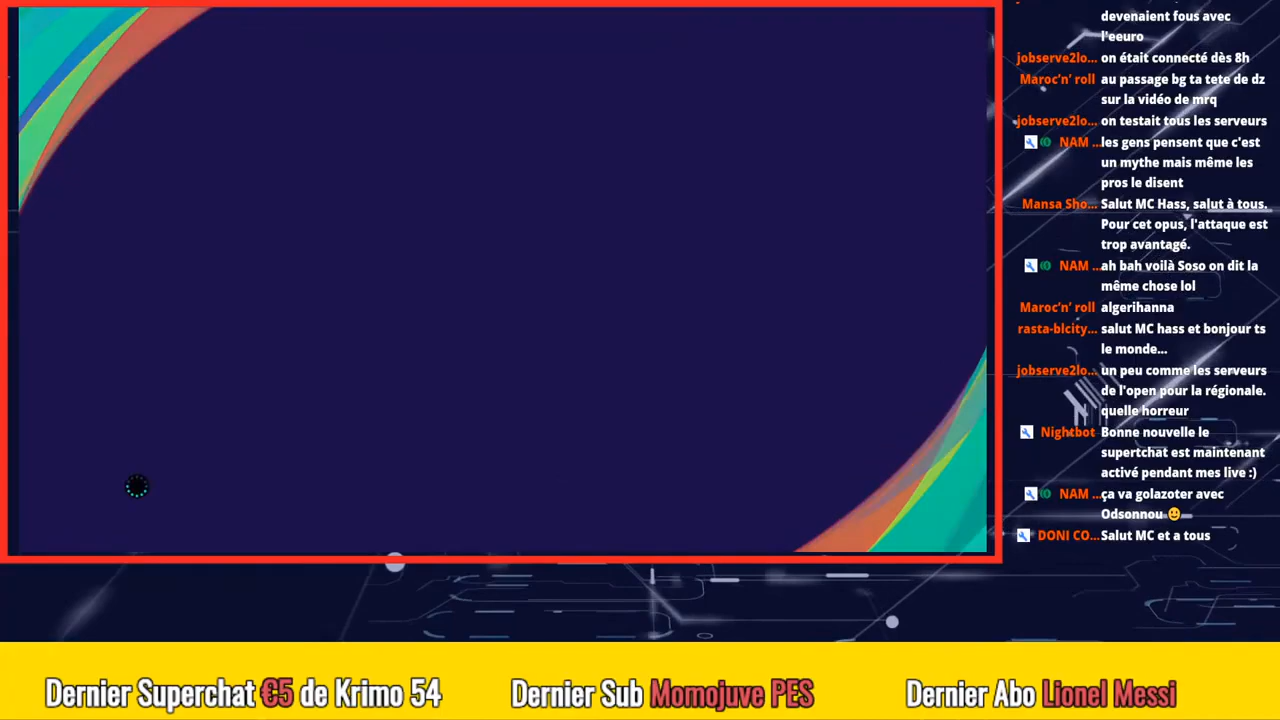 devenaient fous avec
l'eeuro
jobserve2lo... on était connecté dès 8h
Maroc'n' roll au passage bg ta tete de dz
sur la vidéo de mrq
jobserve2lo... on testait tous les serveurs
NAM ... les gens pensent que c'est
un mythe mais même les
pros le disent
Mansa Sho... Salut MC Hass, salut à tous.
Pour cet opus, l'attaque est
trop avantagé.
NAM ... ah bah voilà Soso on dit la
même chose lol
Maroc'n' roll algerihanna
rasta-blcity... salut MC hass et bonjour ts
le monde...
jobserve2lo... un peu comme les serveurs
de l'open pour la régionale.
quelle horreur
Nightbot Bonne nouvelle le
supertchat est maintenant
activé pendant mes live :)
NAM ... ça va golazoter avec
Odsonnou 🙂
DONI CO... Salut MC et a tous
Dernier Superchat €5 de Krimo 54
Dernier Sub Momojuve PES
Dernier Abo Lionel Messi